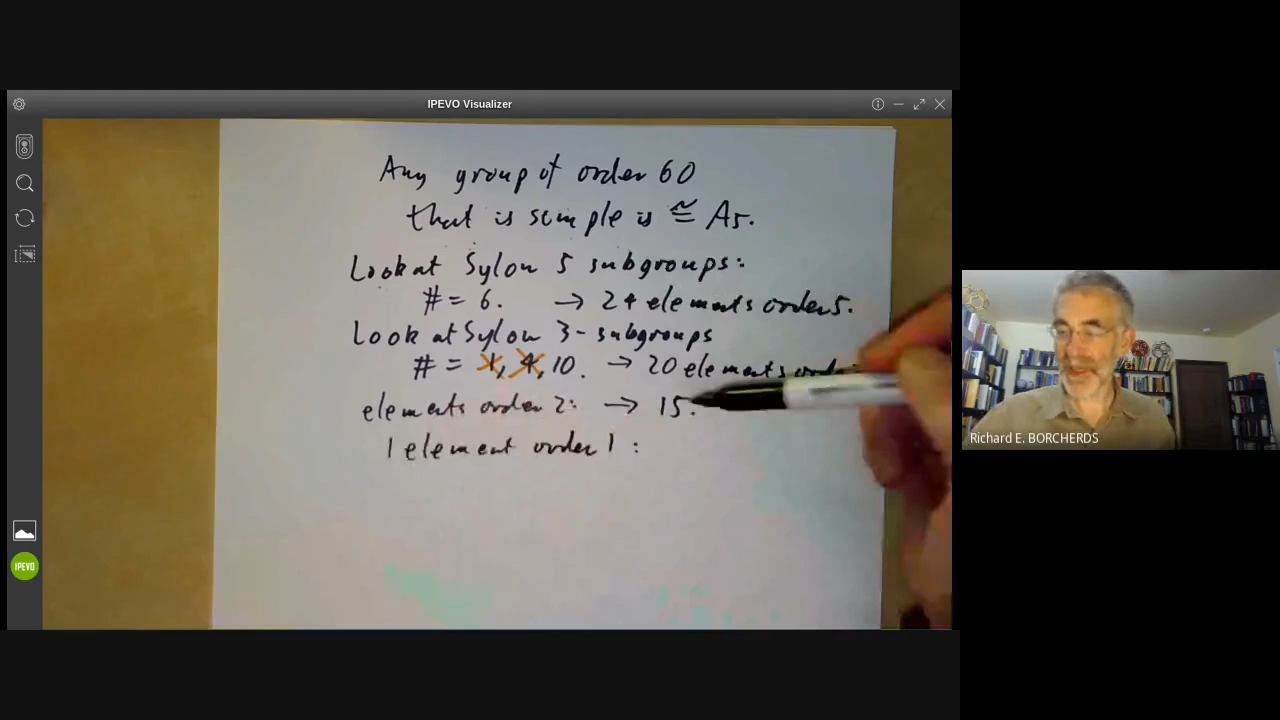 IPEVO Visualizer
Any group of order 60
that is simple is ≅ A5.
Look at Sylow 5 subgroups:
# = 6. → 24 elements order 5.
Look at Sylow 3-subgroups
# = 1, 4, 10. → 20 elements
elements order 2: → 15.
1 element order 1:
IPEVO
Richard E. BORCHERDS